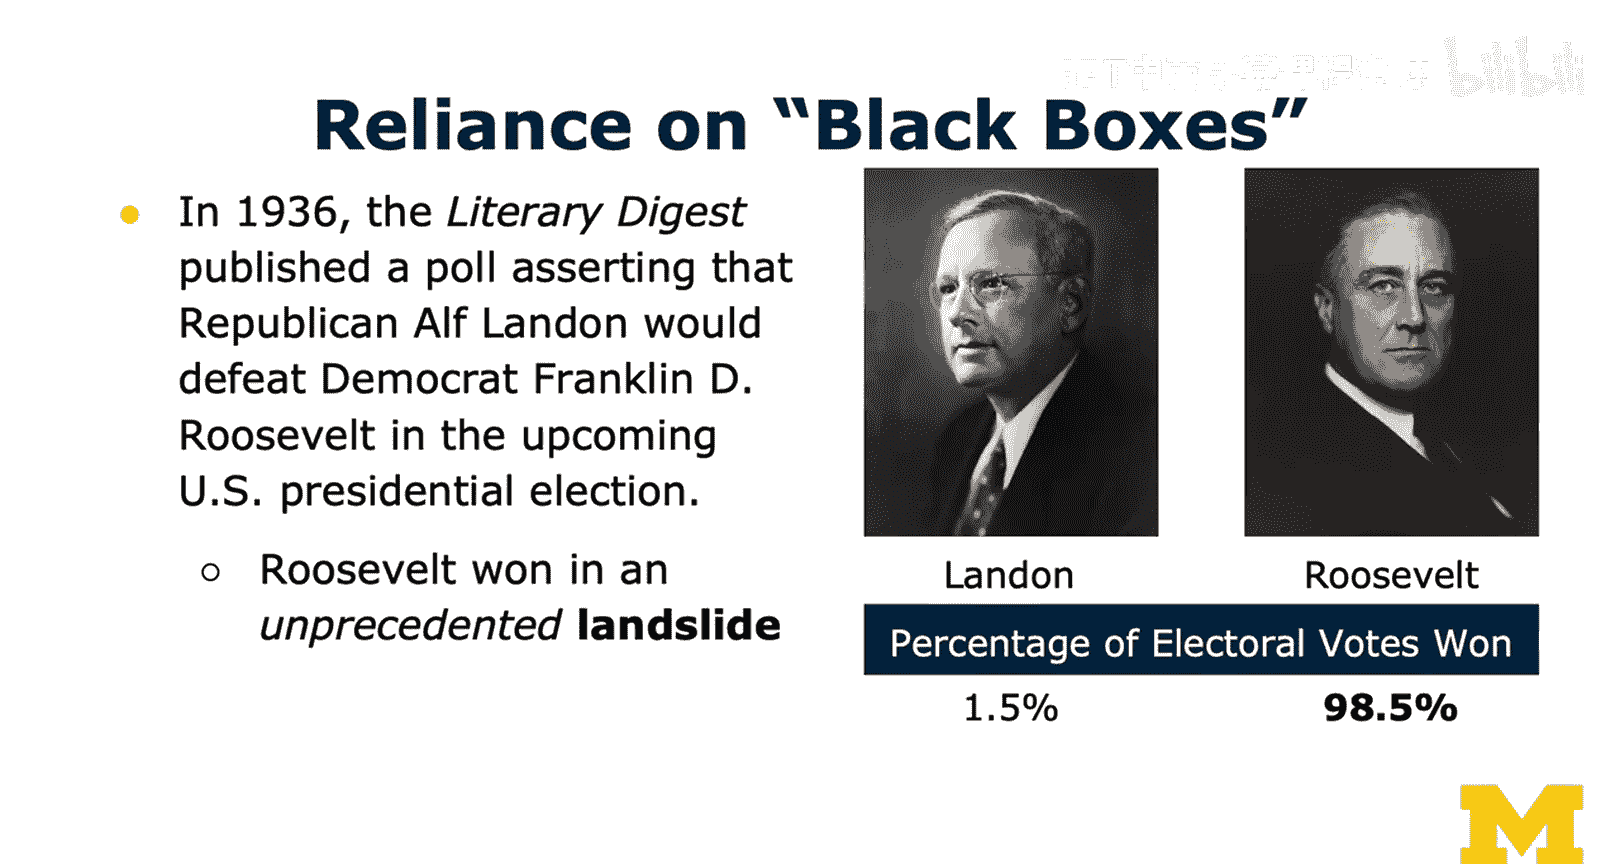 bilibili
Reliance on “Black Boxes”
● In 1936, the Literary Digest
published a poll asserting that
Republican Alf Landon would
defeat Democrat Franklin D.
Roosevelt in the upcoming
U.S. presidential election.
○ Roosevelt won in an
unprecedented landslide
Landon
Roosevelt
Percentage of Electoral Votes Won
1.5%
98.5%
M